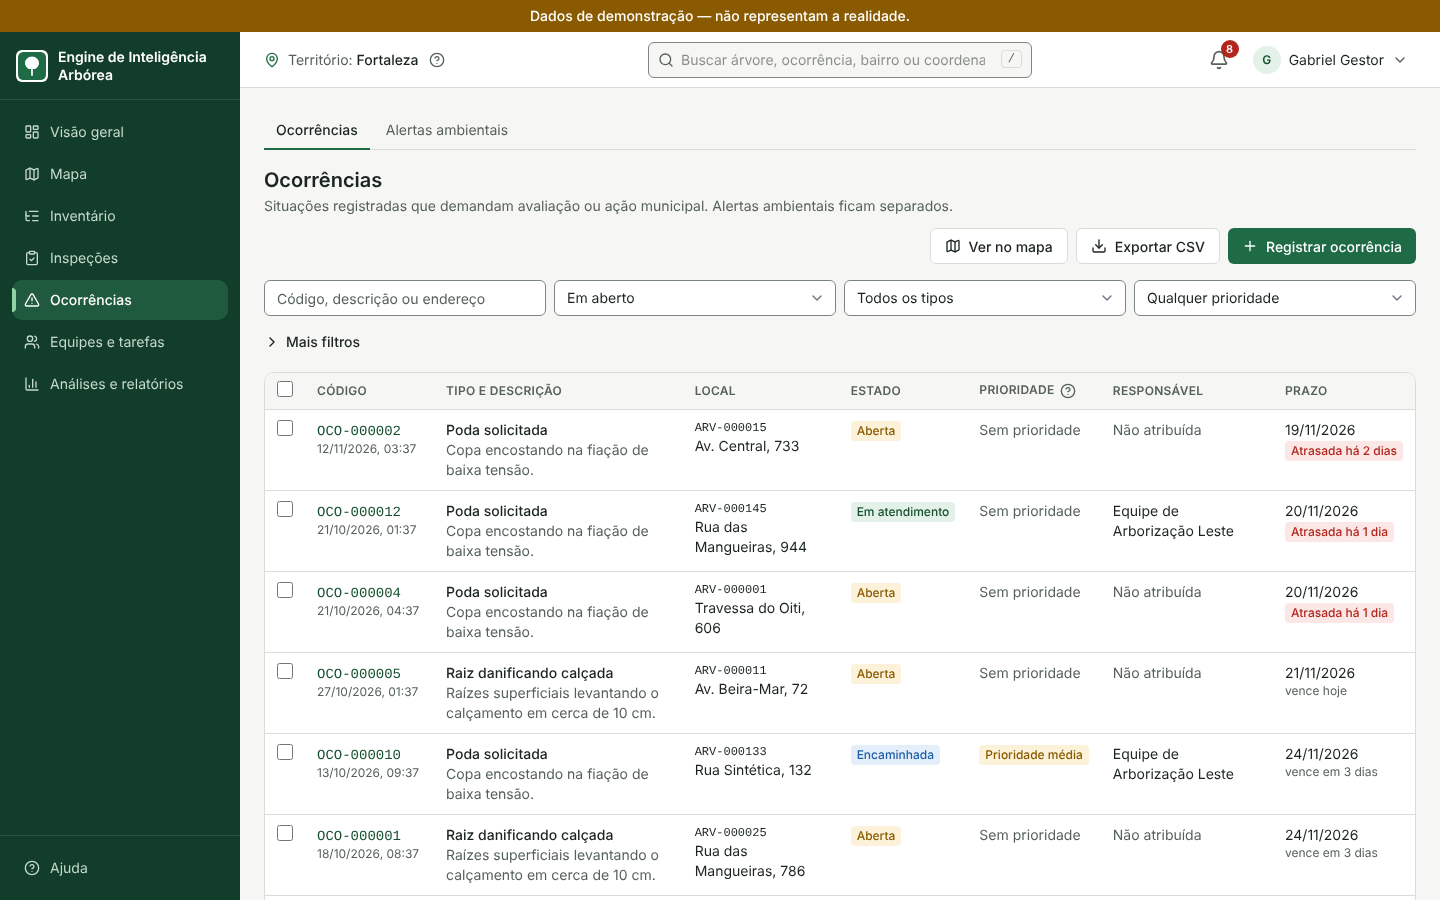 Dados de demonstração — não representam a realidade.
Engine de Inteligência
Arbórea
Território: Fortaleza
Buscar árvore, ocorrência, bairro ou coordena
/
8
G
Gabriel Gestor
Visão geral
Mapa
Inventário
Inspeções
Ocorrências
Equipes e tarefas
Análises e relatórios
Ajuda
Ocorrências
Alertas ambientais
Ocorrências
Situações registradas que demandam avaliação ou ação municipal. Alertas ambientais ficam separados.
Ver no mapa
Exportar CSV
Registrar ocorrência
Código, descrição ou endereço
Em aberto
Todos os tipos
Qualquer prioridade
Mais filtros
CÓDIGO TIPO E DESCRIÇÃO LOCAL ESTADO PRIORIDADE RESPONSÁVEL PRAZO
OCO-000002
12/11/2026, 03:37
Poda solicitada
Copa encostando na fiação de
baixa tensão.
ARV-000015
Av. Central, 733
Aberta
Sem prioridade
Não atribuída
19/11/2026
Atrasada há 2 dias
OCO-000012
21/10/2026, 01:37
Poda solicitada
Copa encostando na fiação de
baixa tensão.
ARV-000145
Rua das
Mangueiras, 944
Em atendimento
Sem prioridade
Equipe de
Arborização Leste
20/11/2026
Atrasada há 1 dia
OCO-000004
21/10/2026, 04:37
Poda solicitada
Copa encostando na fiação de
baixa tensão.
ARV-000001
Travessa do Oiti,
606
Aberta
Sem prioridade
Não atribuída
20/11/2026
Atrasada há 1 dia
OCO-000005
27/10/2026, 01:37
Raiz danificando calçada
Raízes superficiais levantando o
calçamento em cerca de 10 cm.
ARV-000011
Av. Beira-Mar, 72
Aberta
Sem prioridade
Não atribuída
21/11/2026
vence hoje
OCO-000010
13/10/2026, 09:37
Poda solicitada
Copa encostando na fiação de
baixa tensão.
ARV-000133
Rua Sintética, 132
Encaminhada
Prioridade média
Equipe de
Arborização Leste
24/11/2026
vence em 3 dias
OCO-000001
18/10/2026, 08:37
Raiz danificando calçada
Raízes superficiais levantando o
calçamento em cerca de 10 cm.
ARV-000025
Rua das
Mangueiras, 786
Aberta
Sem prioridade
Não atribuída
24/11/2026
vence em 3 dias